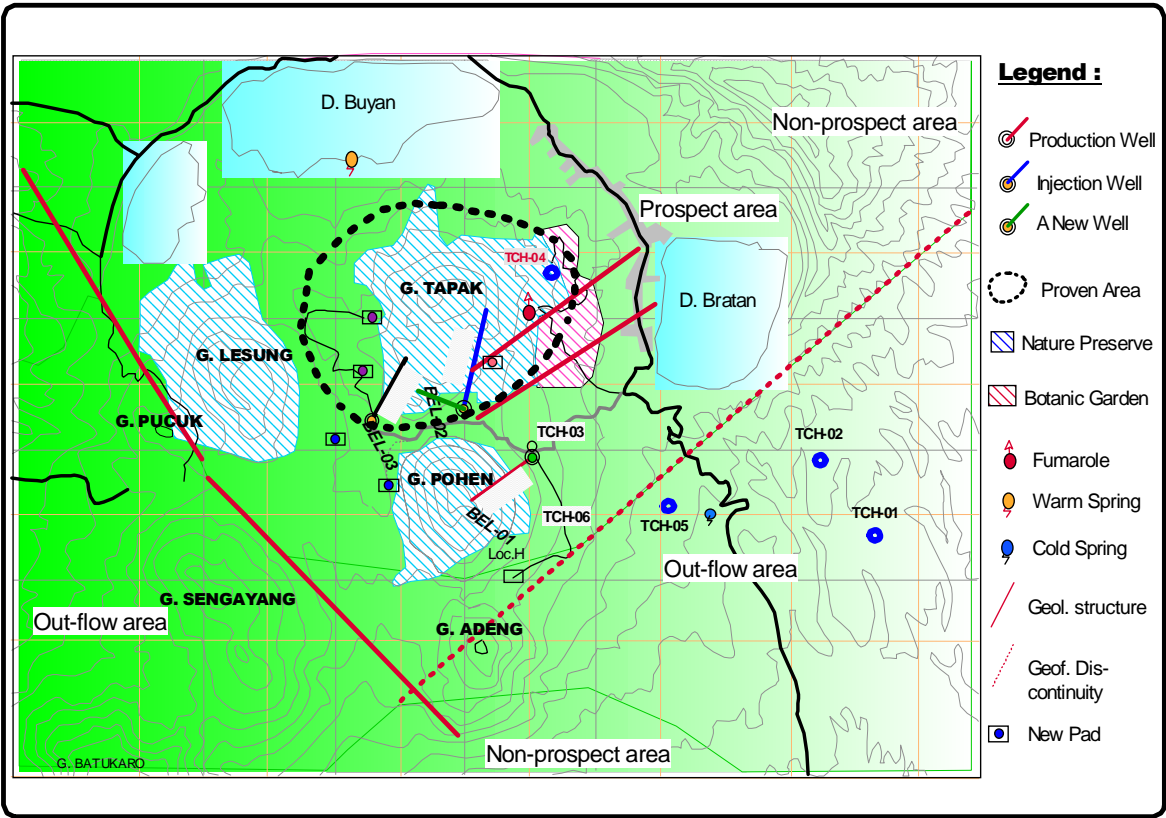 D. Buyan
Non-prospect area
Prospect area
TCH-04
G. TAPAK
D. Bratan
G. LESUNG
G. PUCUK
BEL-02
BEL-03
TCH-03
TCH-02
G. POHEN
BEL-01
TCH-06
TCH-05
TCH-01
Loc.H
Out-flow area
G. SENGAYANG
Out-flow area
G. ADENG
Non-prospect area
G. BATUKARO
Legend :
Production Well
Injection Well
A New Well
Proven Area
Nature Preserve
Botanic Garden
Fumarole
Warm Spring
Cold Spring
Geol. structure
Geof. Dis-
continuity
New Pad